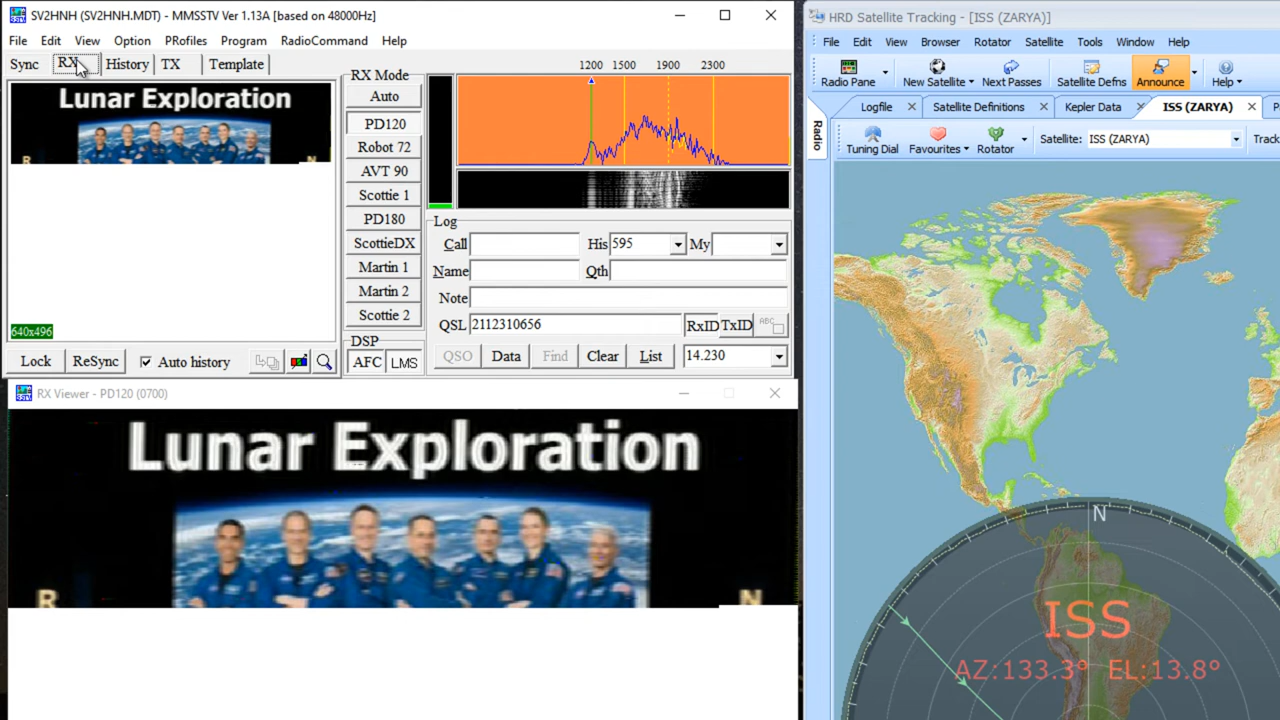 SV2HNH (SV2HNH.MDT) - MMSSTV Ver 1.13A [based on 48000Hz]
File Edit View Option PRofiles Program RadioCommand Help
Sync RX History TX Template
Lunar Exploration
R N
640x496
Lock ReSync Auto history
RX Mode
Auto
PD120
Robot 72
AVT 90
Scottie 1
PD180
ScottieDX
Martin 1
Martin 2
Scottie 2
DSP
AFC LMS
1200 1500 1900 2300
Log
Call His 595 My
Name Qth
Note
QSL 2112310656 RxID TxID ABC
QSO Data Find Clear List 14.230
RX Viewer - PD120 (0700)
Lunar Exploration
R N
HRD Satellite Tracking - [ISS (ZARYA)]
File Edit View Browser Rotator Satellite Tools Window Help
Radio Pane New Satellite Next Passes Satellite Defns Announce Help
Radio
Logfile Satellite Definitions Kepler Data ISS (ZARYA)
Tuning Dial Favourites Rotator Satellite: ISS (ZARYA) Track
N
ISS
AZ:133.3° EL:13.8°